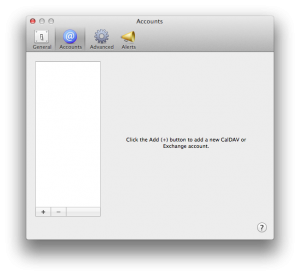 Accounts
General
Accounts
Advanced
Alerts
Click the Add (+) button to add a new CalDAV or
Exchange account.
+
−
?